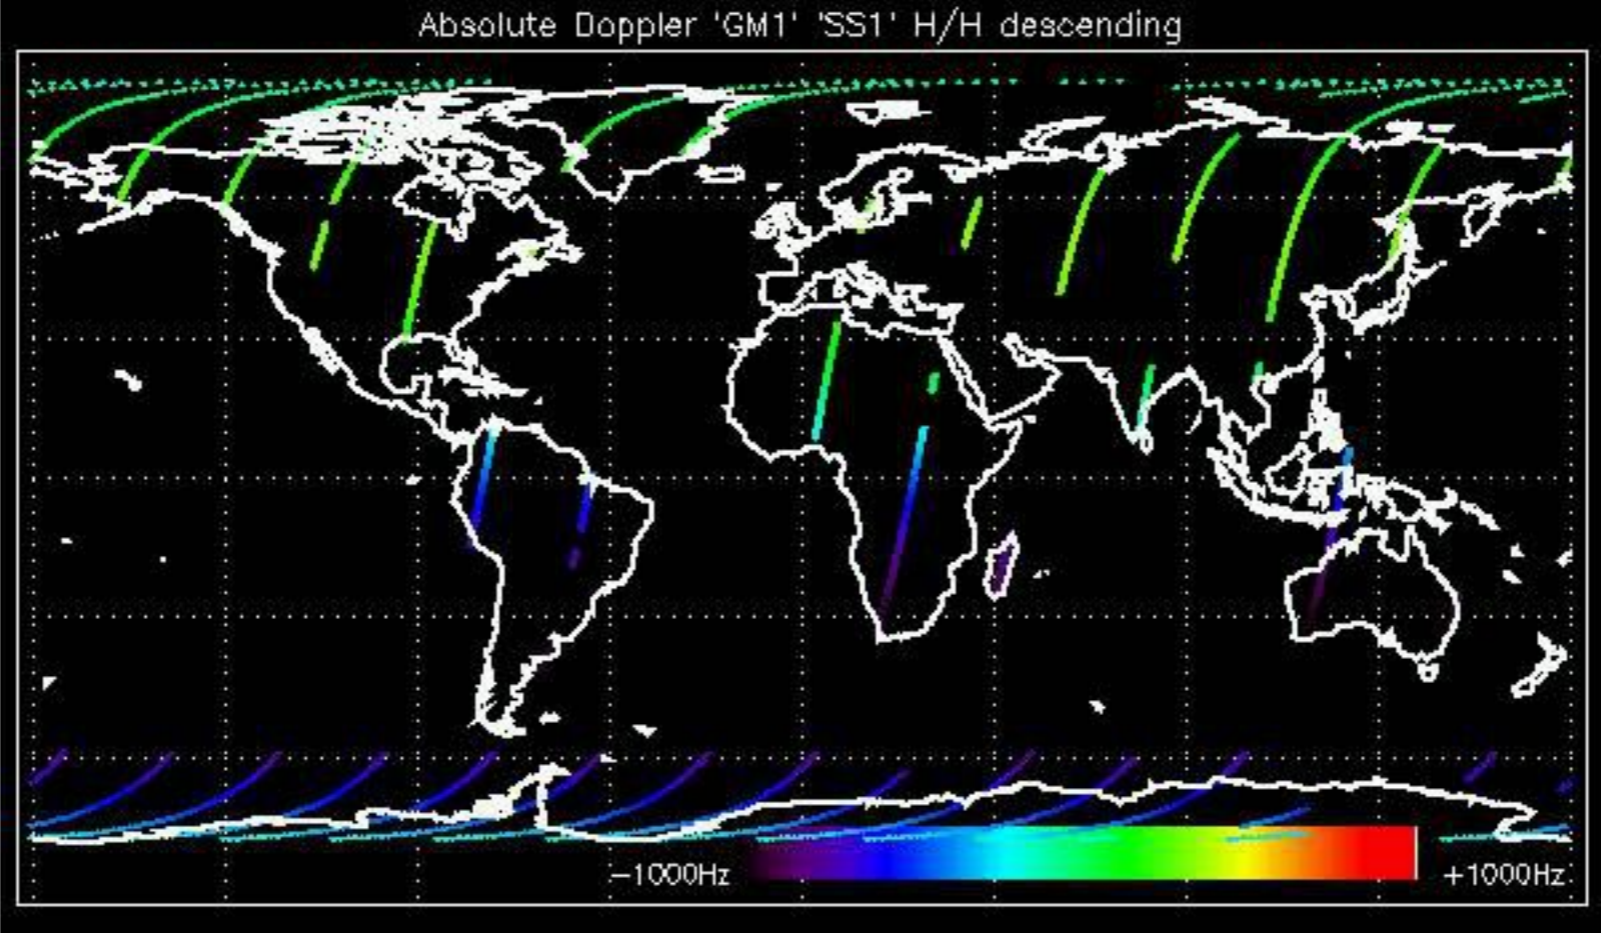 Absolute Doppler 'GM1' 'SS1' H/H descending
−1000Hz
+1000Hz